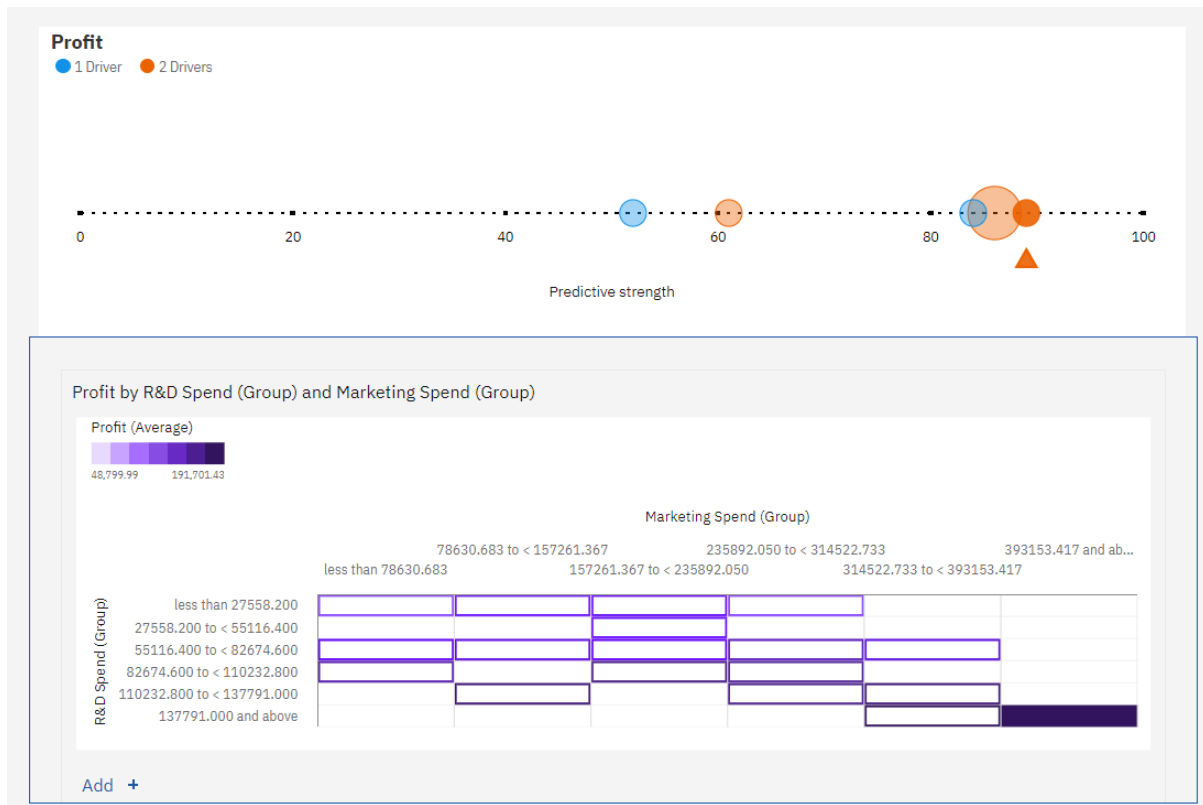 Profit
1 Driver 2 Drivers
0 20 40 60 80 100
Predictive strength
Profit by R&D Spend (Group) and Marketing Spend (Group)
Profit (Average)
48,799.99 191,701.43
Marketing Spend (Group)
78630.683 to < 157261.367 235892.050 to < 314522.733 393153.417 and ab...
less than 78630.683 157261.367 to < 235892.050 314522.733 to < 393153.417
R&D Spend (Group)
less than 27558.200
27558.200 to < 55116.400
55116.400 to < 82674.600
82674.600 to < 110232.800
110232.800 to < 137791.000
137791.000 and above
Add +